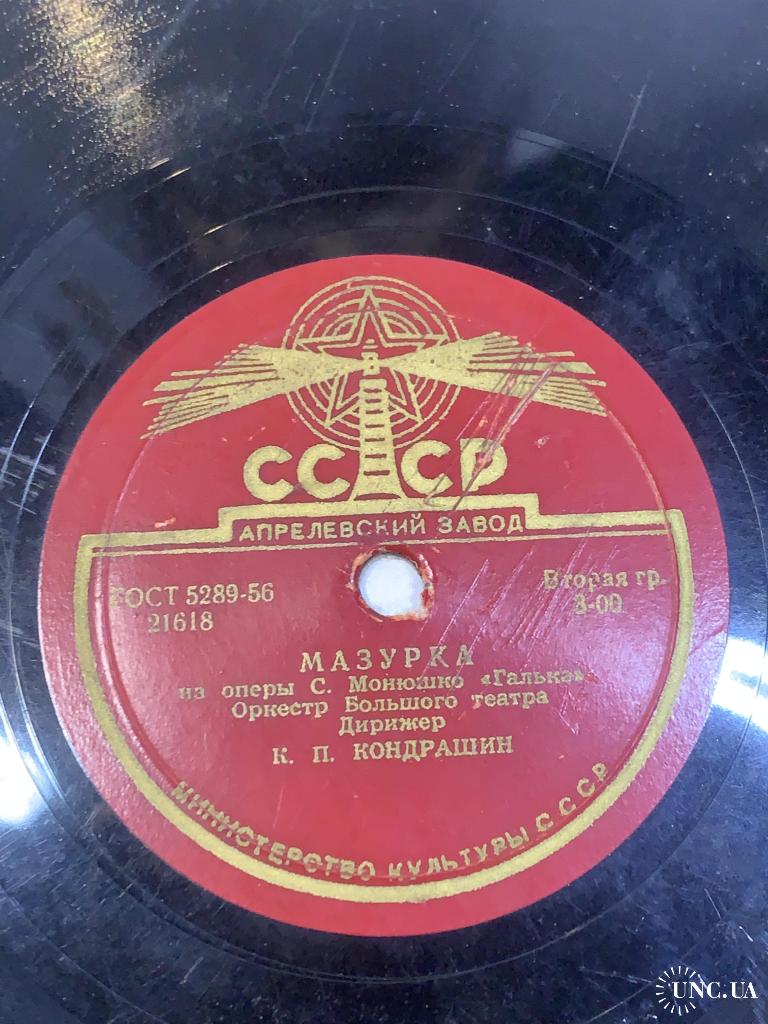 СССР
АПРЕЛЕВСКИЙ ЗАВОД
ГОСТ 5289-56
21618
Вторая гр.
3-00
МАЗУРКА
из оперы С. Монюшко «Галька»
Оркестр Большого театра
Дирижер
К. П. КОНДРАШИН
МИНИСТЕРСТВО КУЛЬТУРЫ СССР
UNC.UA